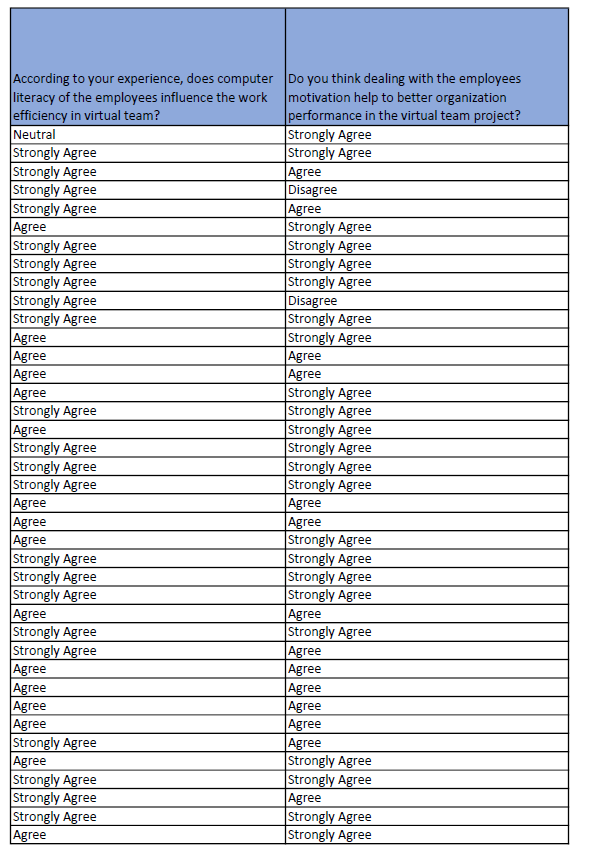 According to your experience, does computer
literacy of the employees influence the work
efficiency in virtual team?
Do you think dealing with the employees
motivation help to better organization
performance in the virtual team project?
Neutral Strongly Agree
Strongly Agree Strongly Agree
Strongly Agree Agree
Strongly Agree Disagree
Strongly Agree Agree
Agree Strongly Agree
Strongly Agree Strongly Agree
Strongly Agree Strongly Agree
Strongly Agree Strongly Agree
Strongly Agree Disagree
Strongly Agree Strongly Agree
Agree Strongly Agree
Agree Agree
Agree Agree
Agree Strongly Agree
Strongly Agree Strongly Agree
Agree Strongly Agree
Strongly Agree Strongly Agree
Strongly Agree Strongly Agree
Strongly Agree Strongly Agree
Agree Agree
Agree Agree
Agree Strongly Agree
Strongly Agree Strongly Agree
Strongly Agree Strongly Agree
Strongly Agree Strongly Agree
Agree Agree
Strongly Agree Strongly Agree
Strongly Agree Agree
Agree Agree
Agree Agree
Agree Agree
Agree Agree
Strongly Agree Agree
Agree Strongly Agree
Strongly Agree Strongly Agree
Strongly Agree Agree
Strongly Agree Strongly Agree
Agree Strongly Agree